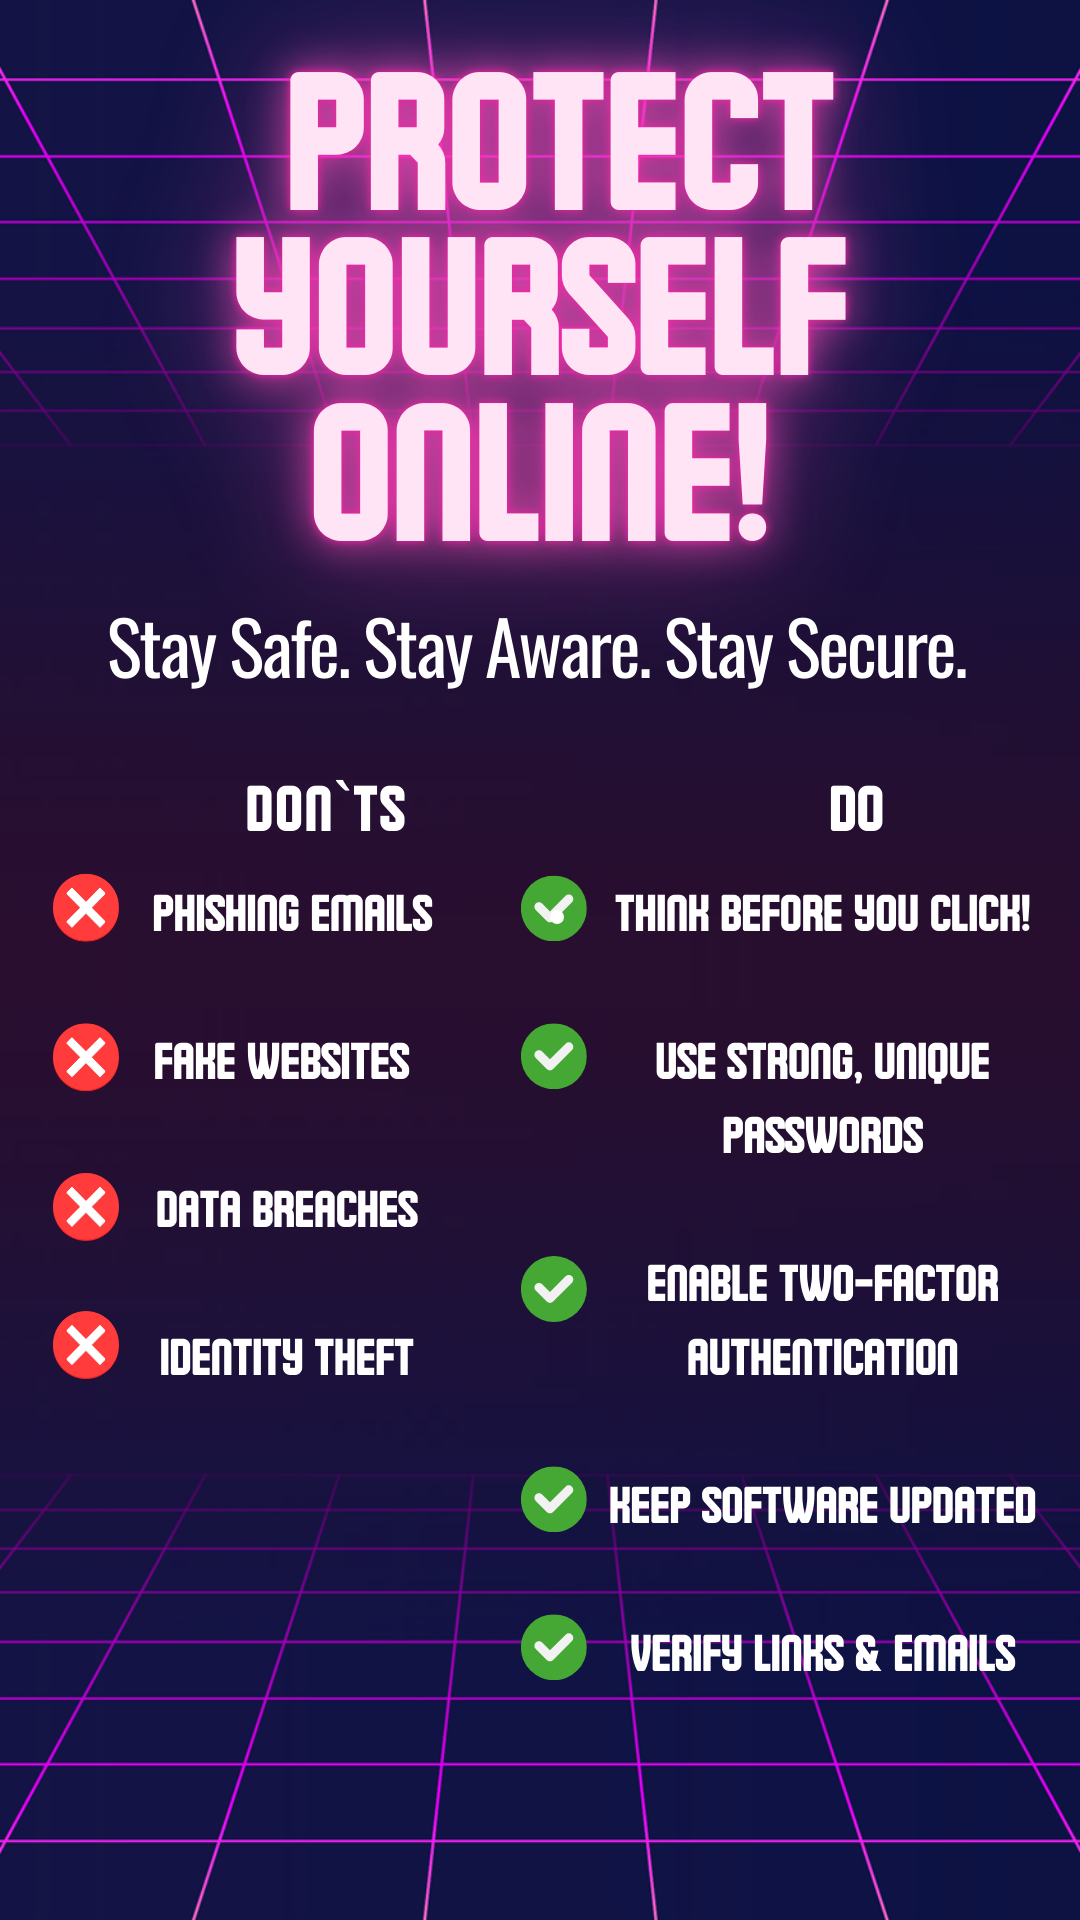 PROTECT
YOURSELF
ONLINE!
Stay Safe. Stay Aware. Stay Secure.
DON`TS
PHISHING EMAILS
FAKE WEBSITES
DATA BREACHES
IDENTITY THEFT
DO
THINK BEFORE YOU CLICK!
USE STRONG, UNIQUE
PASSWORDS
ENABLE TWO-FACTOR
AUTHENTICATION
KEEP SOFTWARE UPDATED
VERIFY LINKS & EMAILS